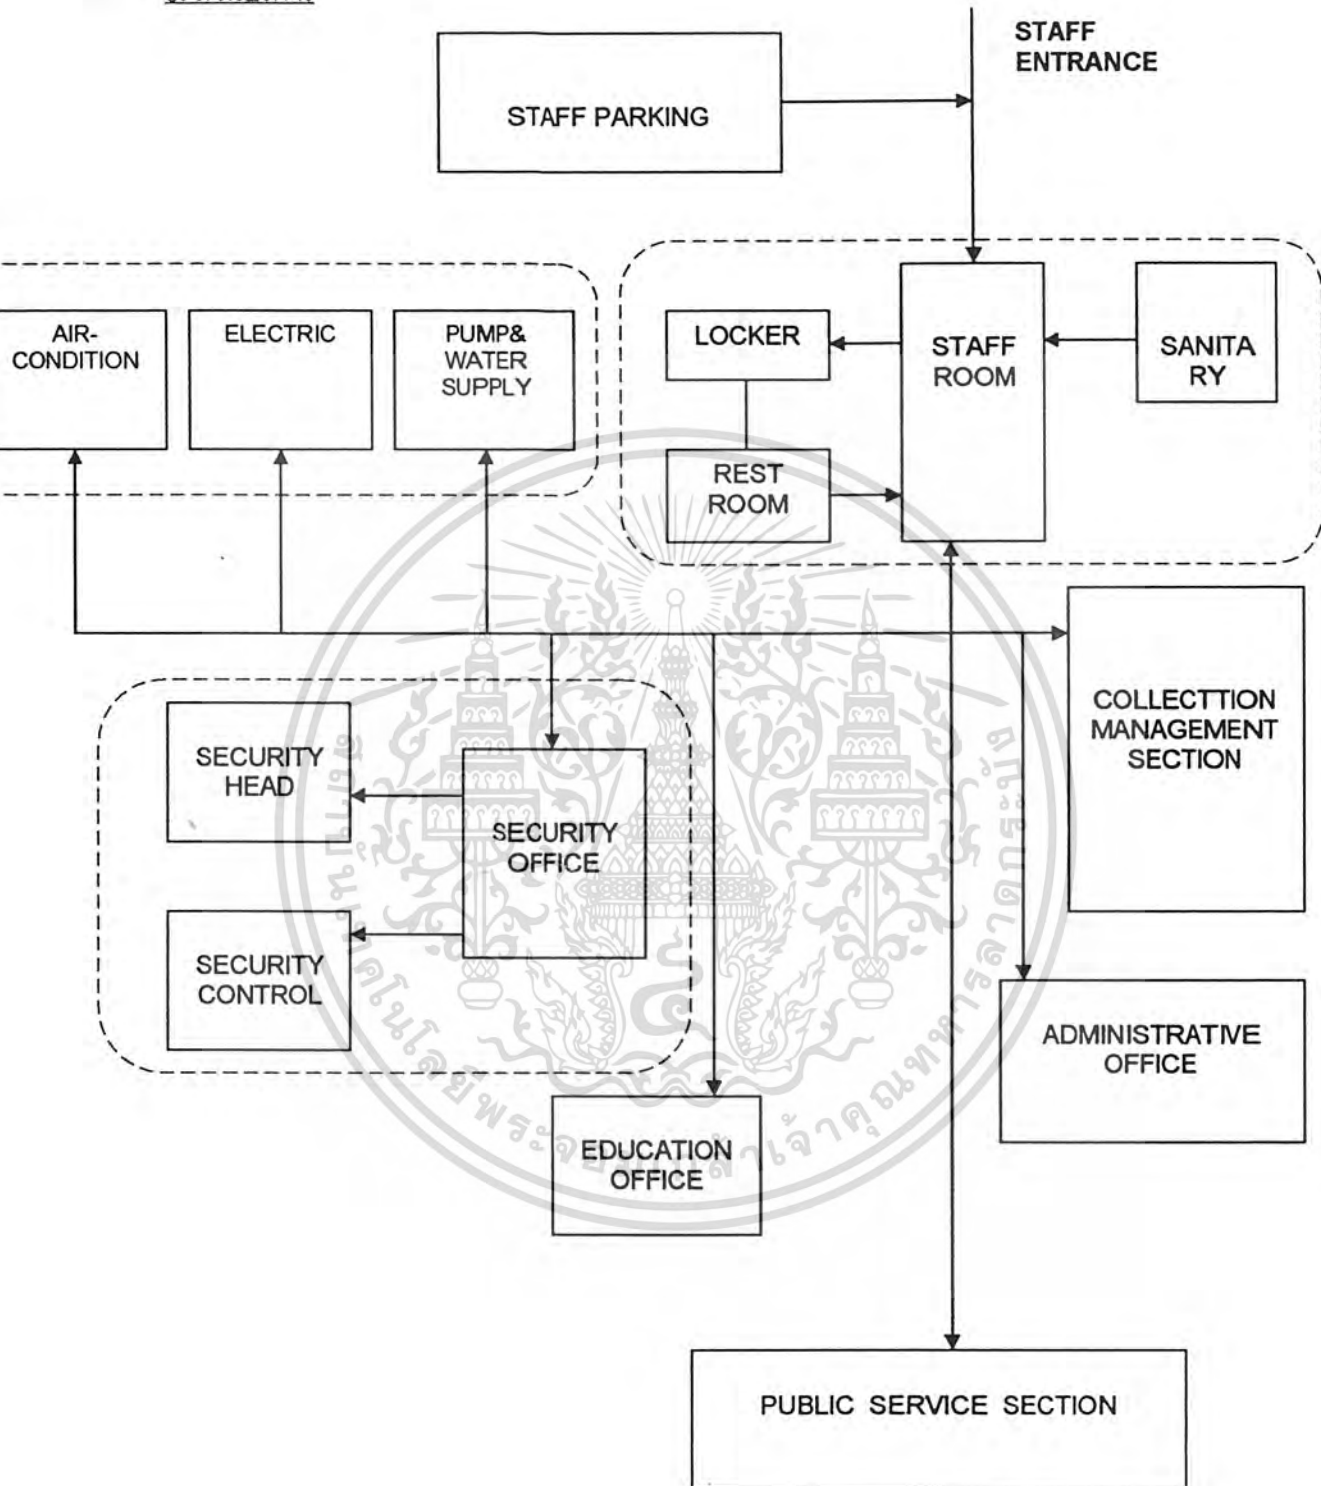 STAFF
ENTRANCE
STAFF PARKING
AIR-
CONDITION
ELECTRIC
PUMP&
WATER
SUPPLY
LOCKER
REST
ROOM
STAFF
ROOM
SANITA
RY
COLLECTTION
MANAGEMENT
SECTION
SECURITY
HEAD
SECURITY
OFFICE
SECURITY
CONTROL
ADMINISTRATIVE
OFFICE
EDUCATION
OFFICE
PUBLIC SERVICE SECTION